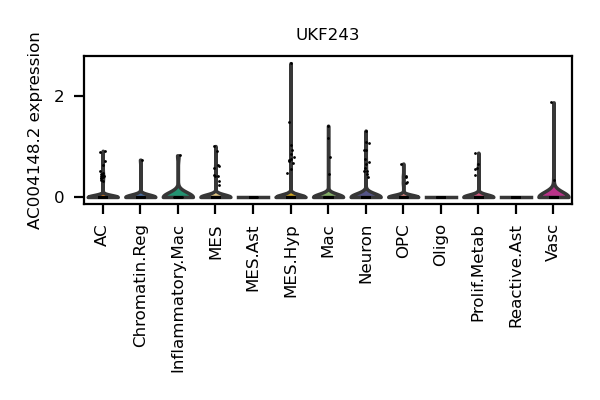 UKF243
AC004148.2 expression
2
0
AC
Chromatin.Reg
Inflammatory.Mac
MES
MES.Ast
MES.Hyp
Mac
Neuron
OPC
Oligo
Prolif.Metab
Reactive.Ast
Vasc